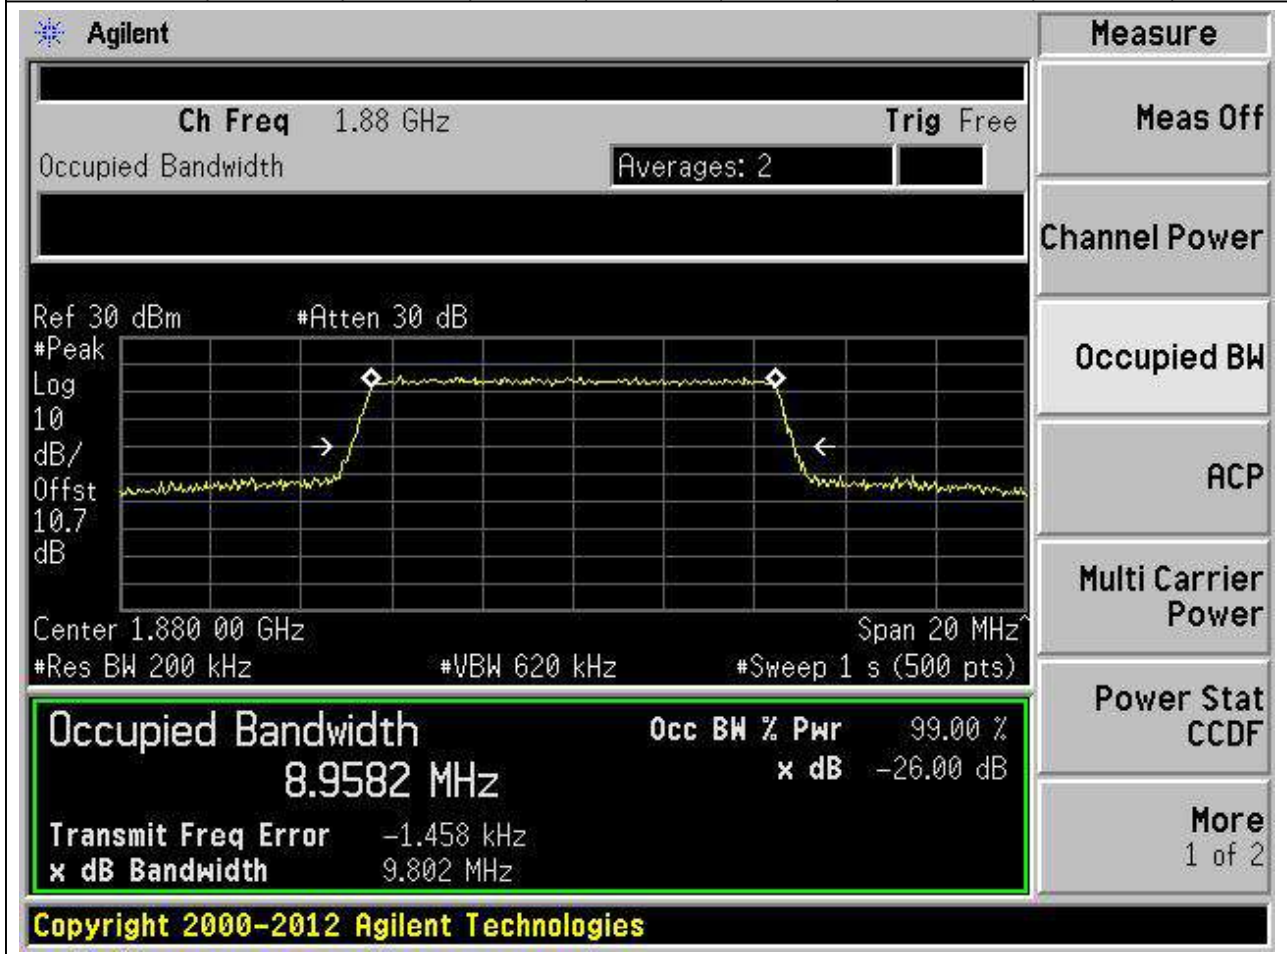 Agilent
Measure
Ch Freq 1.88 GHz Trig Free
Meas Off
Occupied Bandwidth Averages: 2
Channel Power
Ref 30 dBm #Atten 30 dB
#Peak
Log
10
dB/
Offst
10.7
dB
Occupied BW
ACP
Center 1.880 00 GHz Span 20 MHz^
#Res BW 200 kHz #VBW 620 kHz #Sweep 1 s (500 pts)
Multi Carrier
Power
Occupied Bandwidth Occ BW % Pwr 99.00 %
8.9582 MHz x dB -26.00 dB
Transmit Freq Error -1.458 kHz
x dB Bandwidth 9.802 MHz
Power Stat
CCDF
More
1 of 2
Copyright 2000-2012 Agilent Technologies